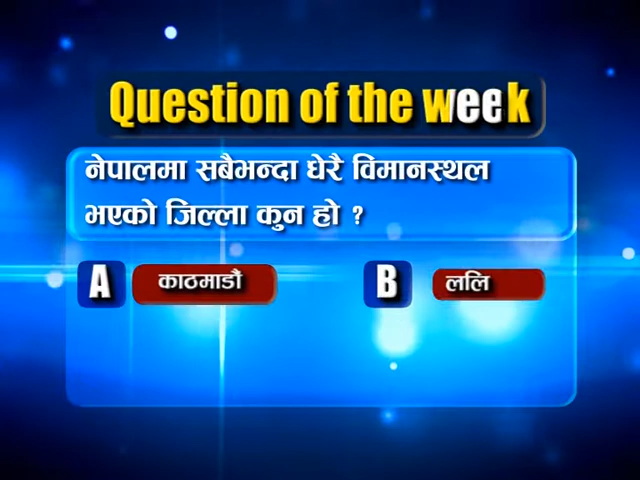 Question of the week
नेपालमा सबैभन्दा धेरै विमानस्थल
भएको जिल्ला कुन हो ?
A काठमाडौं B ललि